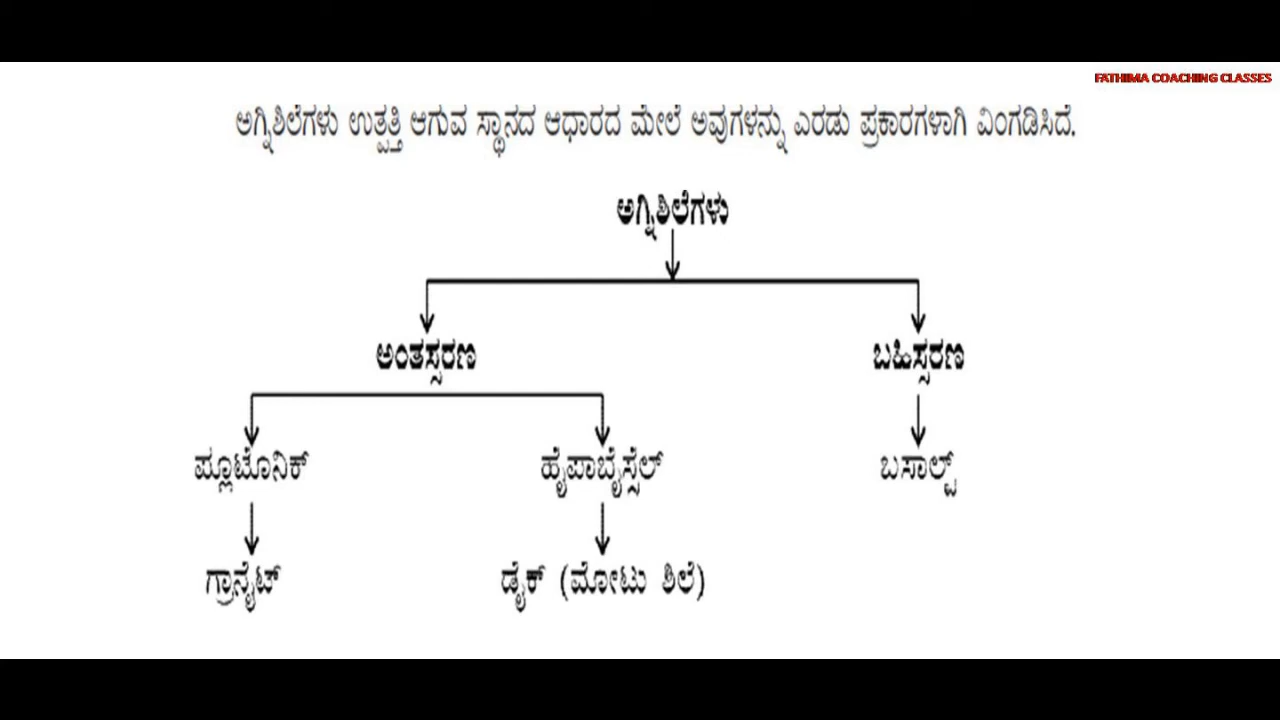 FATHIMA COACHING CLASSES
ಅಗ್ನಿಶಿಲೆಗಳು ಉತ್ಪತ್ತಿ ಆಗುವ ಸ್ಥಾನದ ಆಧಾರದ ಮೇಲೆ ಅವುಗಳನ್ನು ಎರಡು ಪ್ರಕಾರಗಳಾಗಿ ವಿಂಗಡಿಸಿದೆ.
ಅಗ್ನಿಶಿಲೆಗಳು
ಅಂತಸ್ಸರಣ ಬಹಿಸ್ಸರಣ
ಪ್ಲೂಟೊನಿಕ್ ಹೈಪಾಬೈಸ್ಸೆಲ್ ಬಸಾಲ್ಟ್
ಗ್ರಾನೈಟ್ ಡೈಕ್ (ಮೋಟು ಶಿಲೆ)